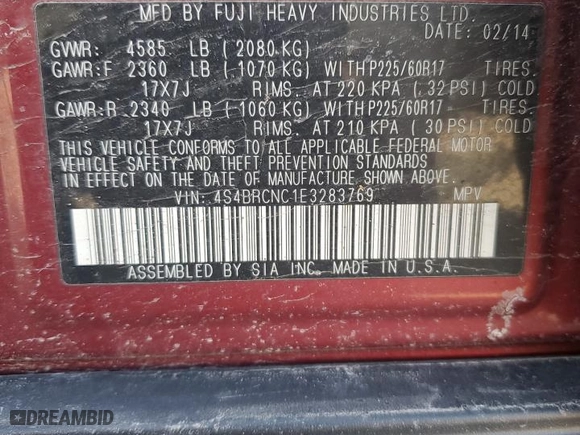 MFD BY FUJI HEAVY INDUSTRIES LTD.
DATE: 02/14
GVWR: 4585 LB (2080 KG)
GAWR:F 2360 LB (1070 KG) WITH P225/60R17 TIRES.
17X7J RIMS. AT 220 KPA (32 PSI) COLD
GAWR:R 2340 LB (1060 KG) WITH P225/60R17 TIRES.
17X7J RIMS. AT 210 KPA (30 PSI) COLD
THIS VEHICLE CONFORMS TO ALL APPLICABLE FEDERAL MOTOR
VEHICLE SAFETY AND THEFT PREVENTION STANDARDS
IN EFFECT ON THE DATE OF MANUFACTURE SHOWN ABOVE.
VIN: 4S4BRCNC1E3283769 MPV
ASSEMBLED BY SIA INC. MADE IN U.S.A.
DREAMBID